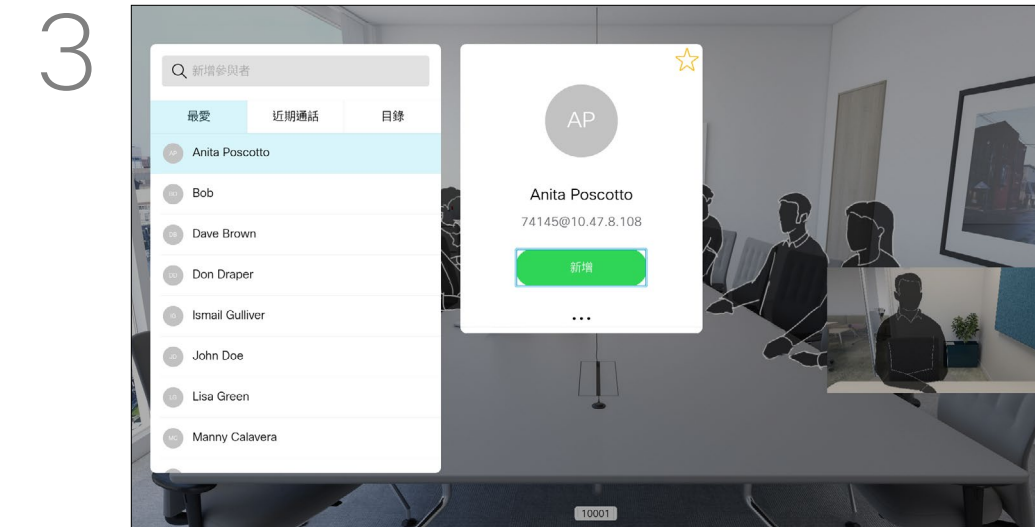 3
新增參與者
最愛 近期通話 目錄
Anita Poscotto
Bob
Dave Brown
Don Draper
Ismail Gulliver
John Doe
Lisa Green
Manny Calavera
AP
Anita Poscotto
74145@10.47.8.108
新增
10001